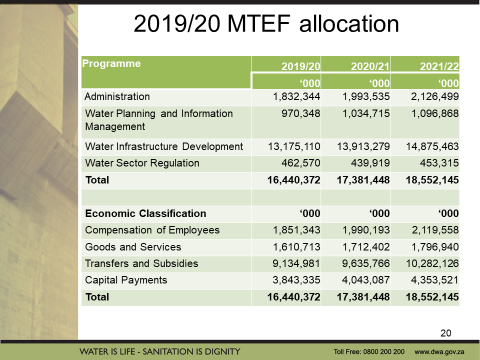 2019/20 MTEF allocation
Programme 2019/20 2020/21 2021/22
‘000 ‘000 ‘000
Administration 1,832,344 1,993,535 2,126,499
Water Planning and Information
Management 970,348 1,034,715 1,096,868
Water Infrastructure Development 13,175,110 13,913,279 14,875,463
Water Sector Regulation 462,570 439,919 453,315
Total 16,440,372 17,381,448 18,552,145
Economic Classification ‘000 ‘000 ‘000
Compensation of Employees 1,851,343 1,990,193 2,119,558
Goods and Services 1,610,713 1,712,402 1,796,940
Transfers and Subsidies 9,134,981 9,635,766 10,282,126
Capital Payments 3,843,335 4,043,087 4,353,521
Total 16,440,372 17,381,448 18,552,145
20
WATER IS LIFE - SANITATION IS DIGNITY Toll Free: 0800 200 200 www.dwa.gov.za